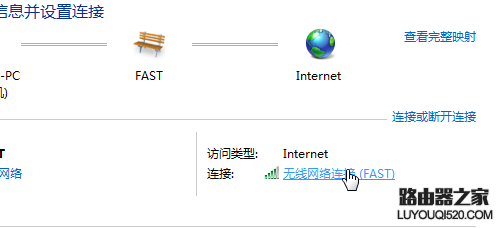 信息并设置连接
查看完整映射
-PC
FAST
Internet
机)
连接或断开连接
T
访问类型: Internet
网络
连接: 无线网络连接 (FAST)
路由器之家
LUYOUQI520.COM